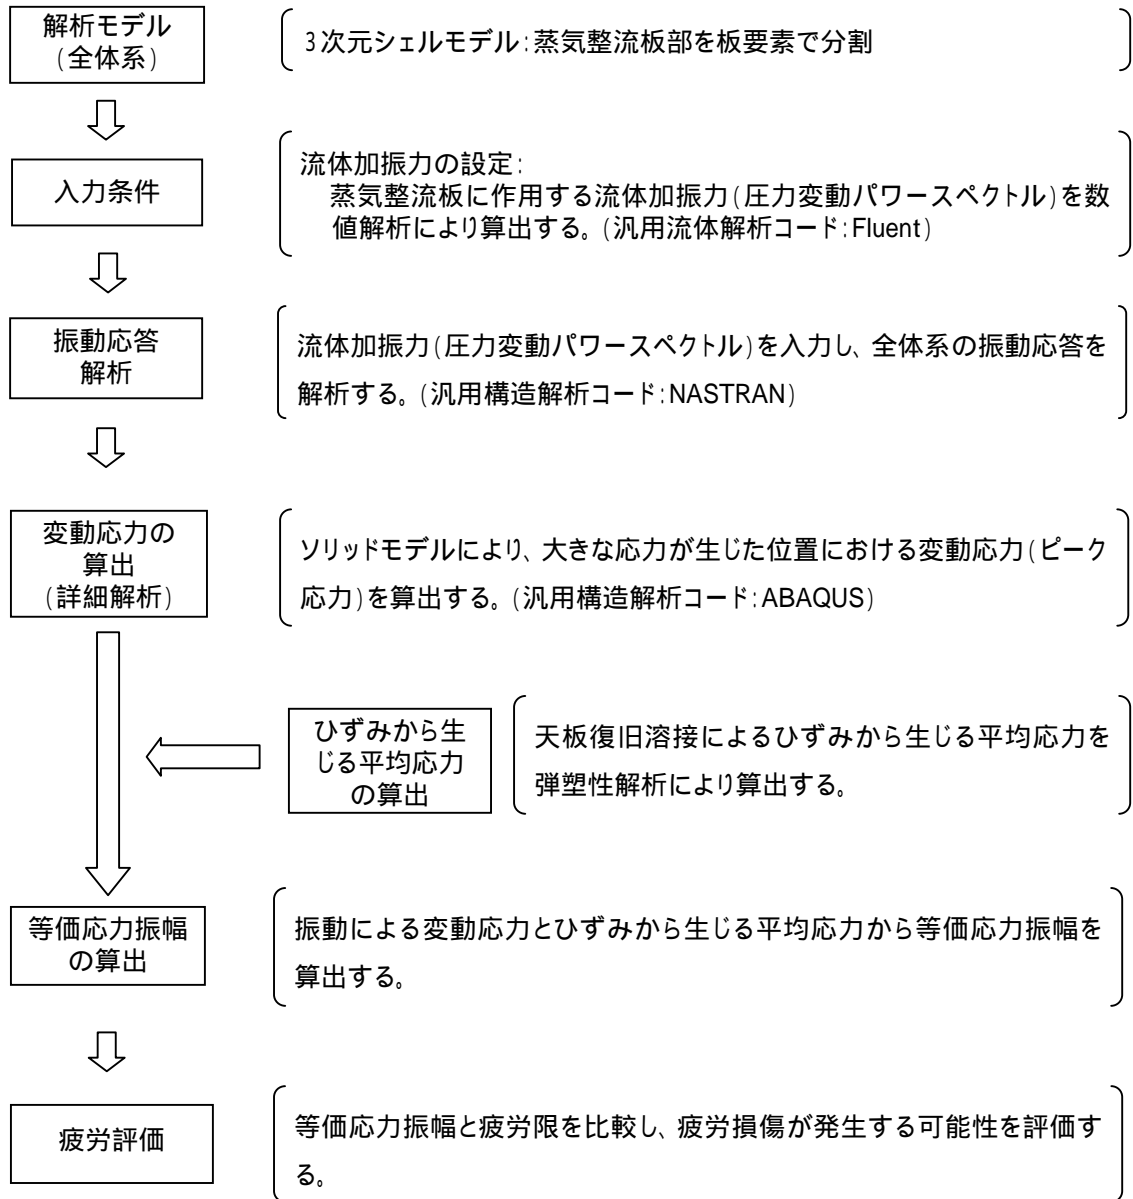 解析モデル
(全体系)
3次元シェルモデル:蒸気整流板部を板要素で分割
入力条件
流体加振力の設定:
蒸気整流板に作用する流体加振力(圧力変動パワースペクトル)を数
値解析により算出する。(汎用流体解析コード:Fluent)
振動応答
解析
流体加振力(圧力変動パワースペクトル)を入力し、全体系の振動応答を
解析する。(汎用構造解析コード:NASTRAN)
変動応力の
算出
(詳細解析)
ソリッドモデルにより、大きな応力が生じた位置における変動応力(ピーク
応力)を算出する。(汎用構造解析コード:ABAQUS)
ひずみから生
じる平均応力
の算出
天板復旧溶接によるひずみから生じる平均応力を
弾塑性解析により算出する。
等価応力振幅
の算出
振動による変動応力とひずみから生じる平均応力から等価応力振幅を
算出する。
疲労評価
等価応力振幅と疲労限を比較し、疲労損傷が発生する可能性を評価す
る。